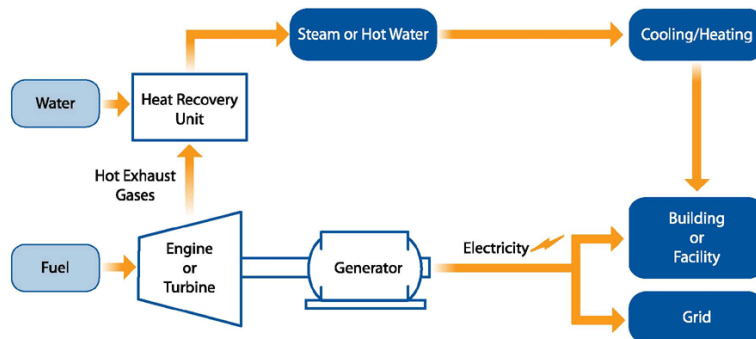 Steam or Hot Water
Cooling/Heating
Water
Heat Recovery
Unit
Hot Exhaust
Gases
Fuel
Engine
or
Turbine
Generator
Electricity
Building
or
Facility
Grid